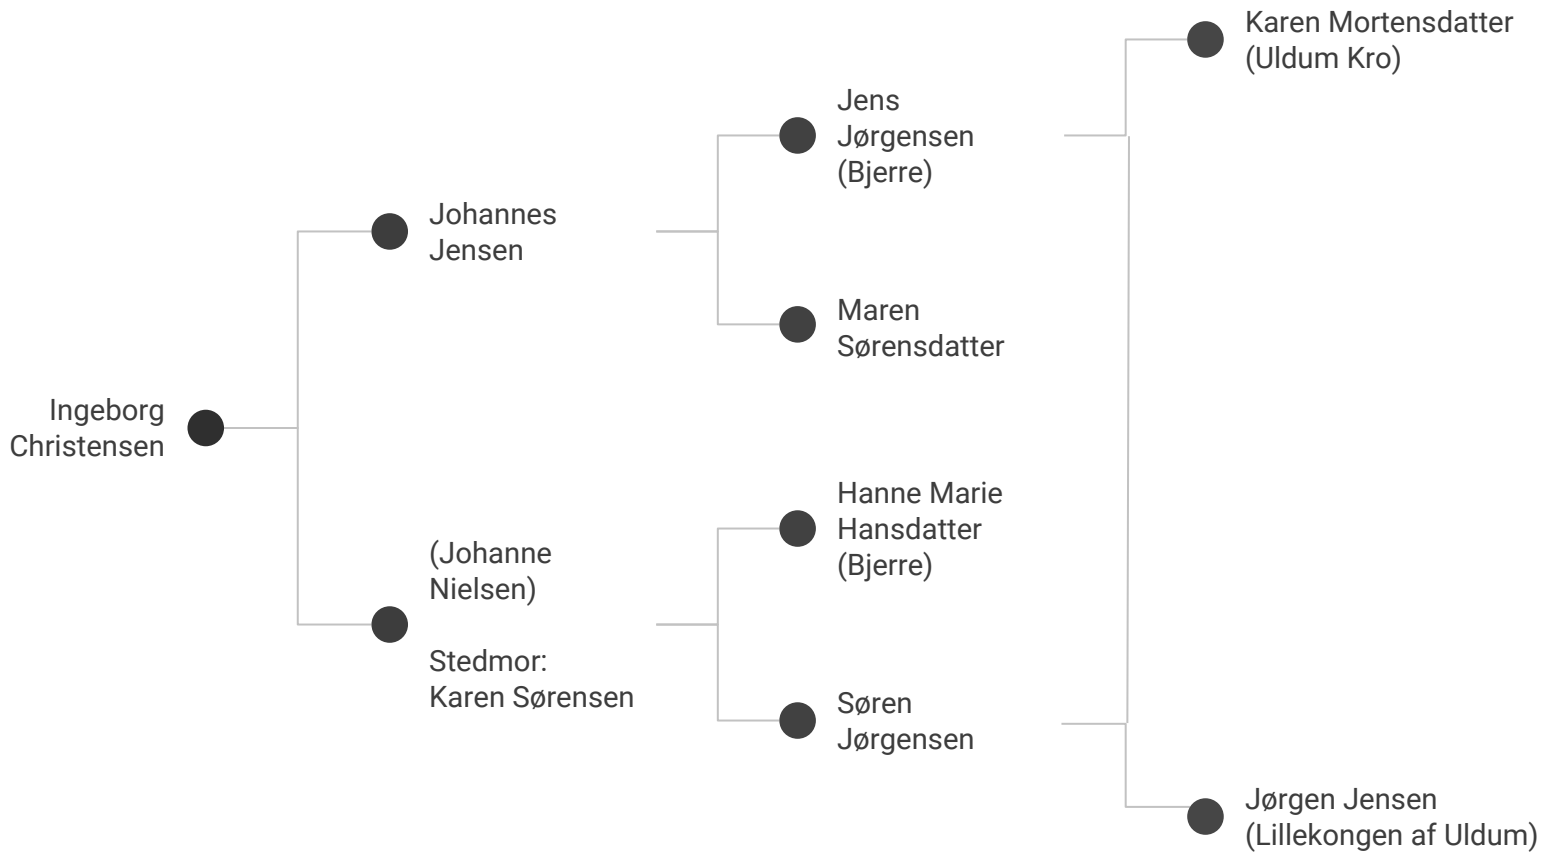 Karen Mortensdatter
(Uldum Kro)
Jens
Jørgensen
(Bjerre)
Johannes
Jensen
Maren
Sørensdatter
Ingeborg
Christensen
Hanne Marie
Hansdatter
(Bjerre)
(Johanne
Nielsen)
Stedmor:
Karen Sørensen
Søren
Jørgensen
Jørgen Jensen
(Lillekongen af Uldum)